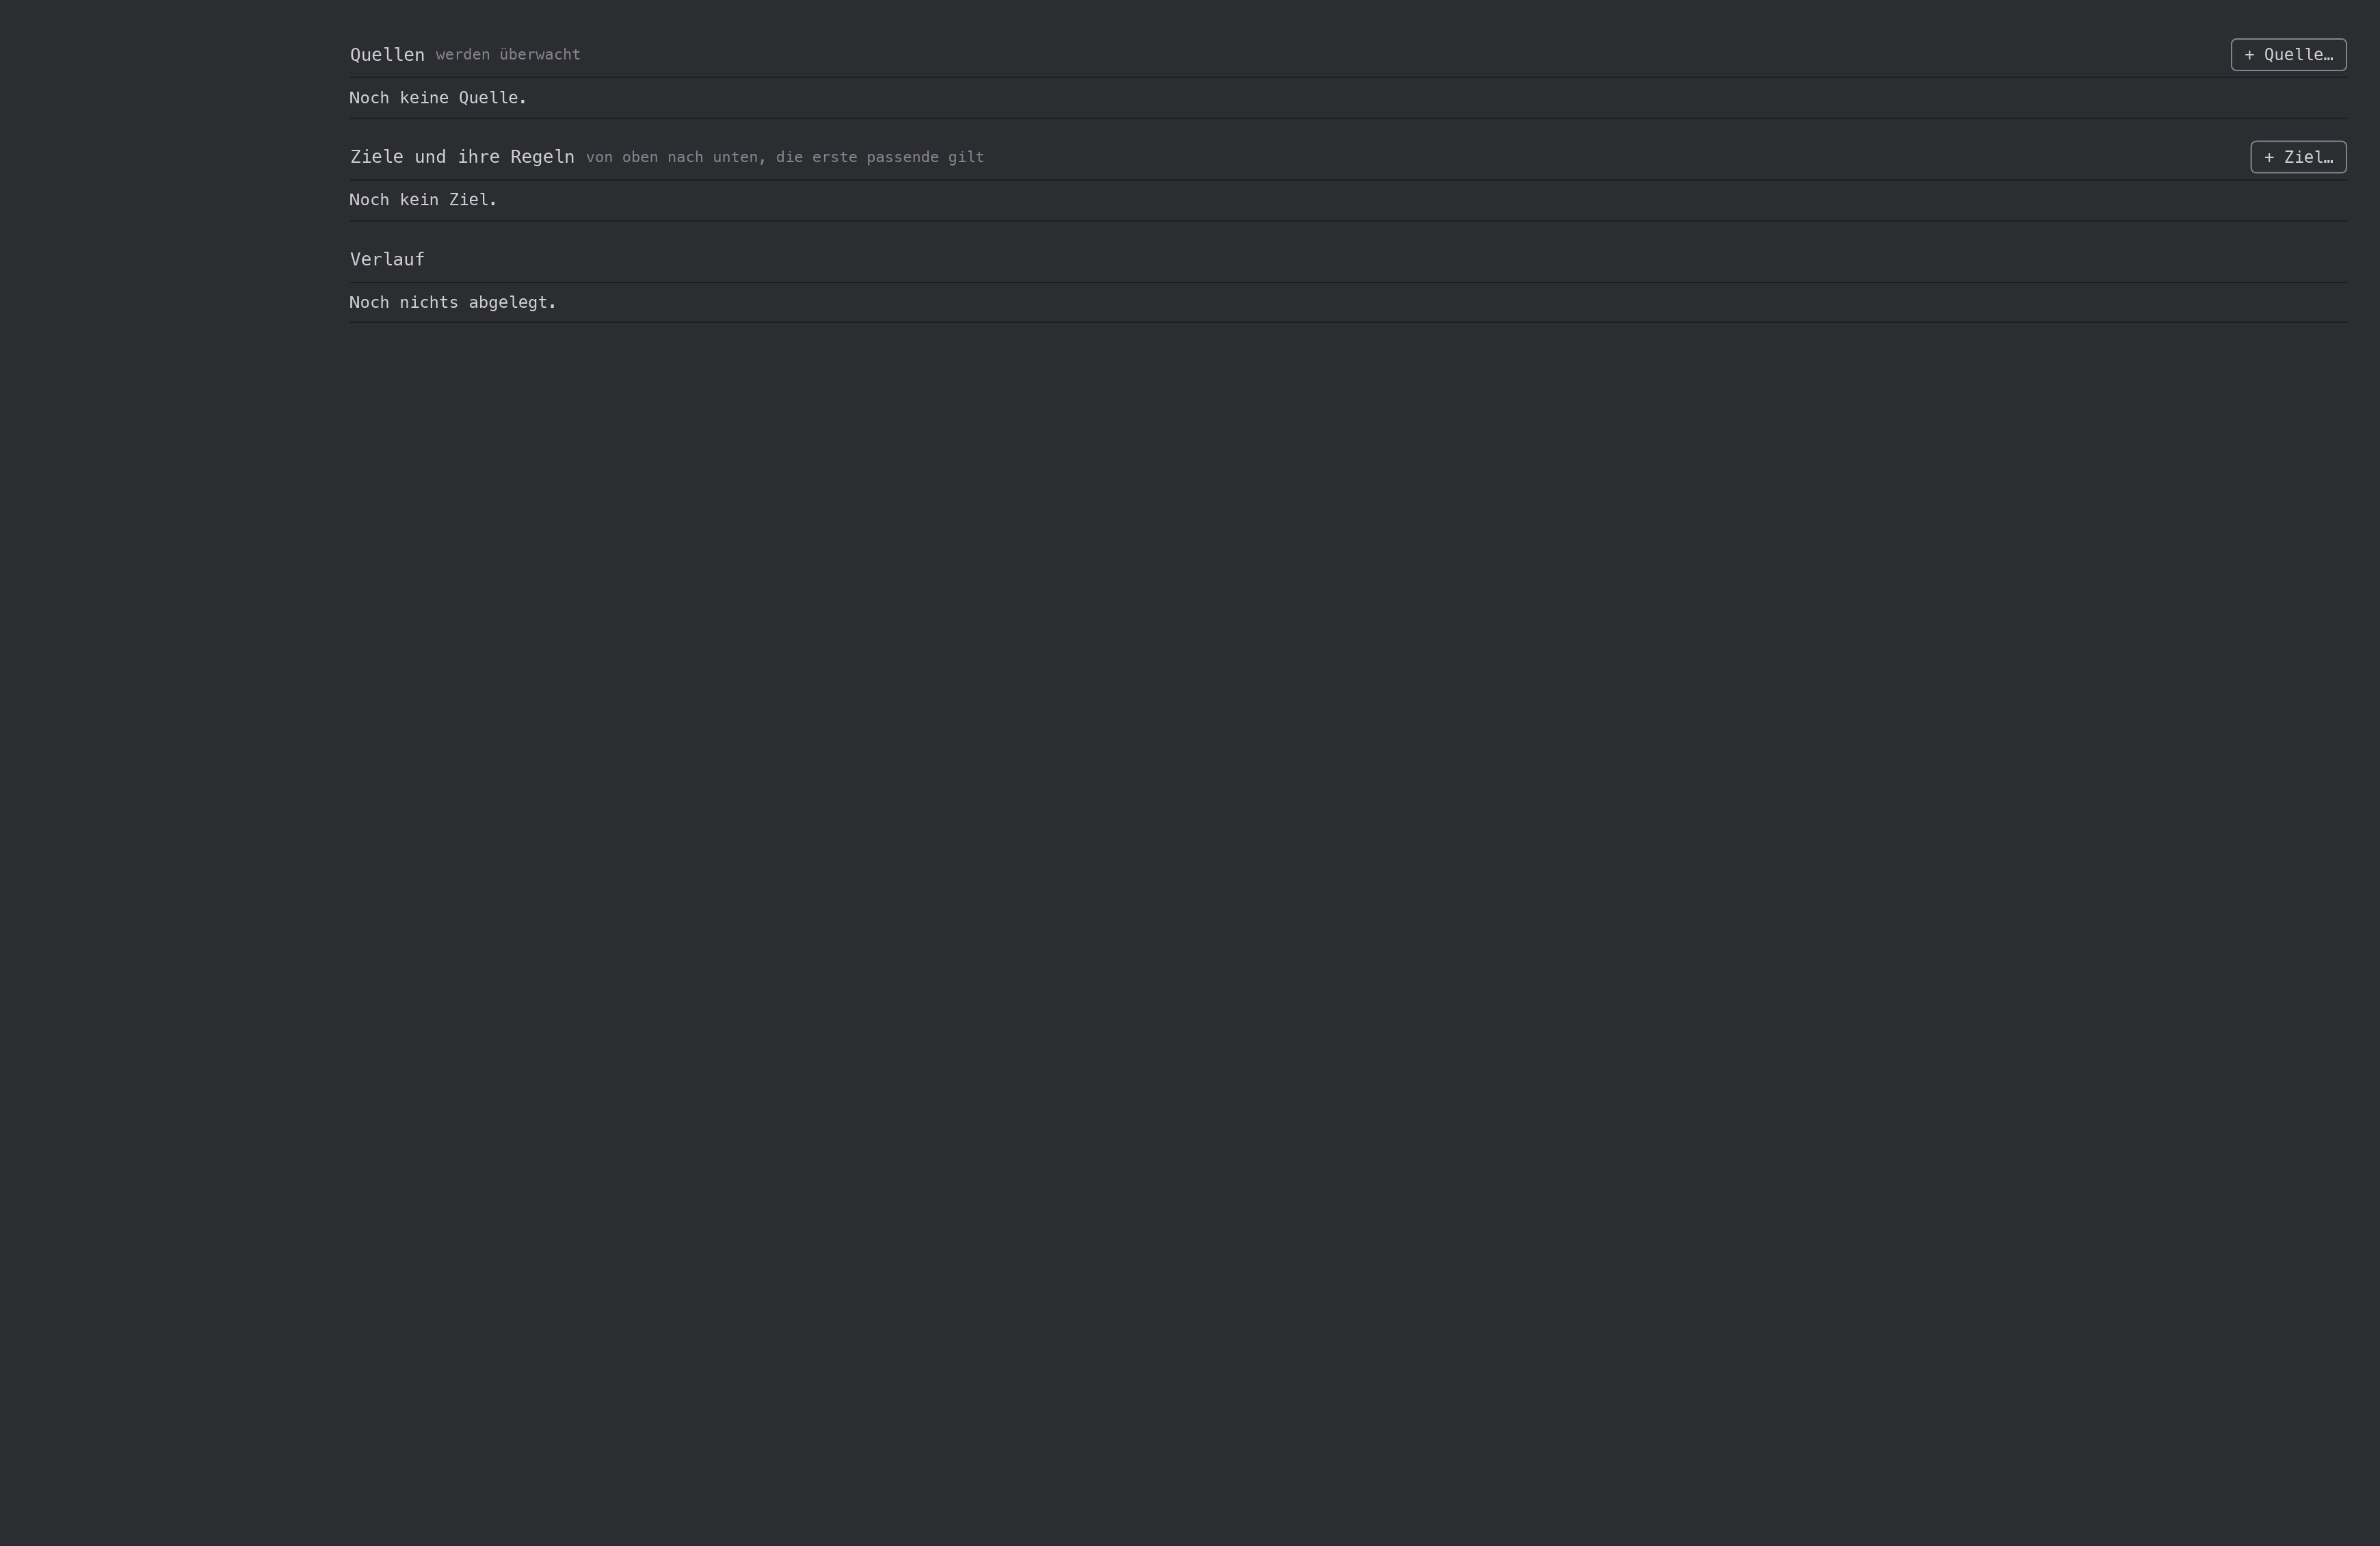 Quellen werden überwacht + Quelle…
Noch keine Quelle.
Ziele und ihre Regeln von oben nach unten, die erste passende gilt + Ziel…
Noch kein Ziel.
Verlauf
Noch nichts abgelegt.